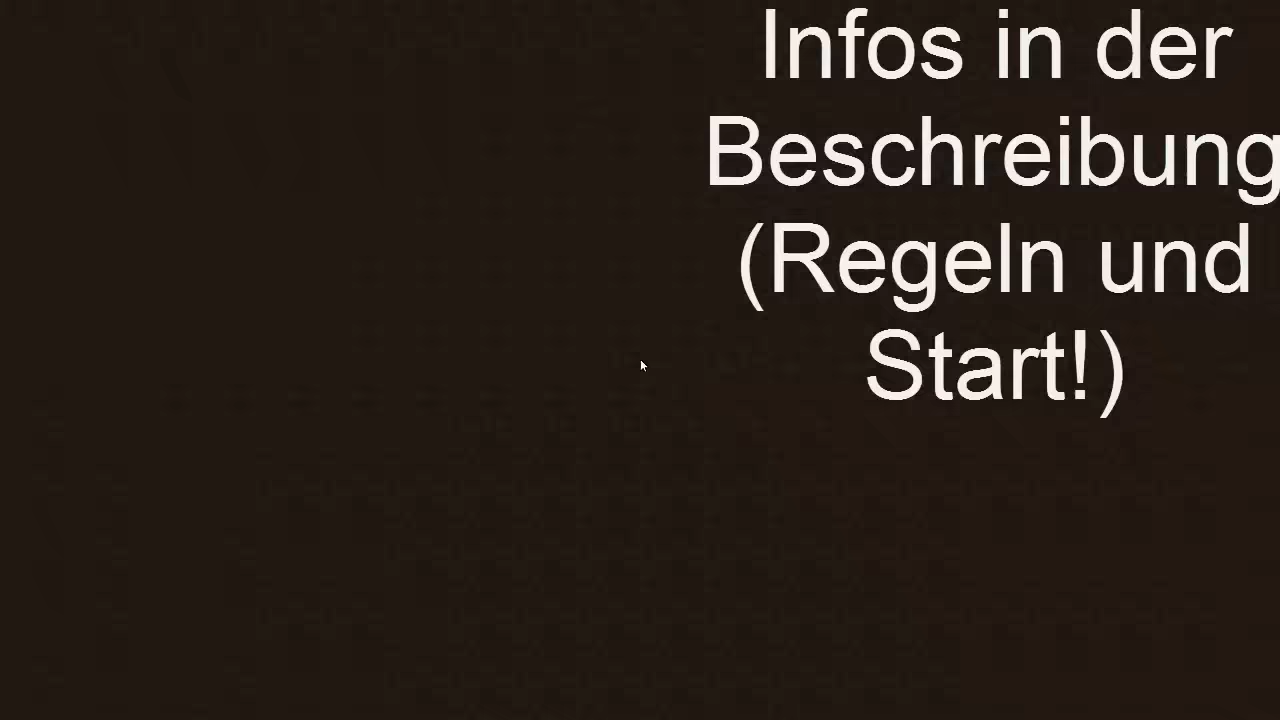 Infos in der
Beschreibung
(Regeln und
Start!)